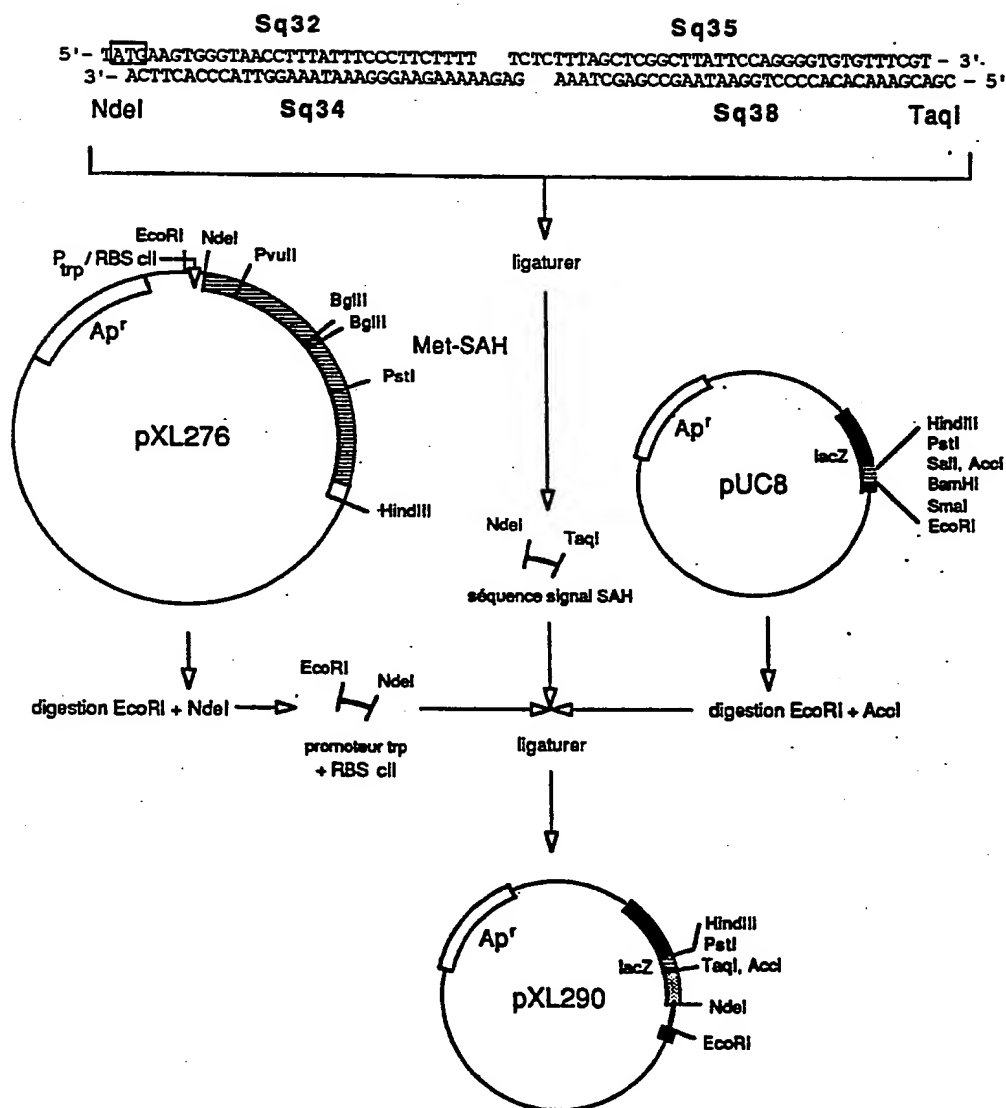 Sq32 Sq35
5'- TATGAAGTGGGTAACCTTTATTTCCCTTCTTTT TCTCTTTAGCTCGGCTTATTCCAGGGGTGTGTTTCGT - 3'
3'- ACTTCACCCATTGGAAATAAAGGGAAGAAAAAGAG AAATCGAGCCGAATAAGGTCCCCACACAAAGCAGC - 5'
NdeI Sq34 Sq38 TaqI
ligaturer
EcoRI
NdeI
Ptrp / RBS cII
PvuII
BglII
BglII
Met-SAH
PstI
Apr
pXL276
HindIII
Apr
lacZ
pUC8
HindIII
PstI
SalI, AccI
BamHI
SmaI
EcoRI
NdeI
TaqI
séquence signal SAH
digestion EcoRI + NdeI
EcoRI
NdeI
promoteur trp
+ RBS cII
ligaturer
digestion EcoRI + AccI
Apr
lacZ
pXL290
HindIII
PstI
TaqI, AccI
NdeI
EcoRI